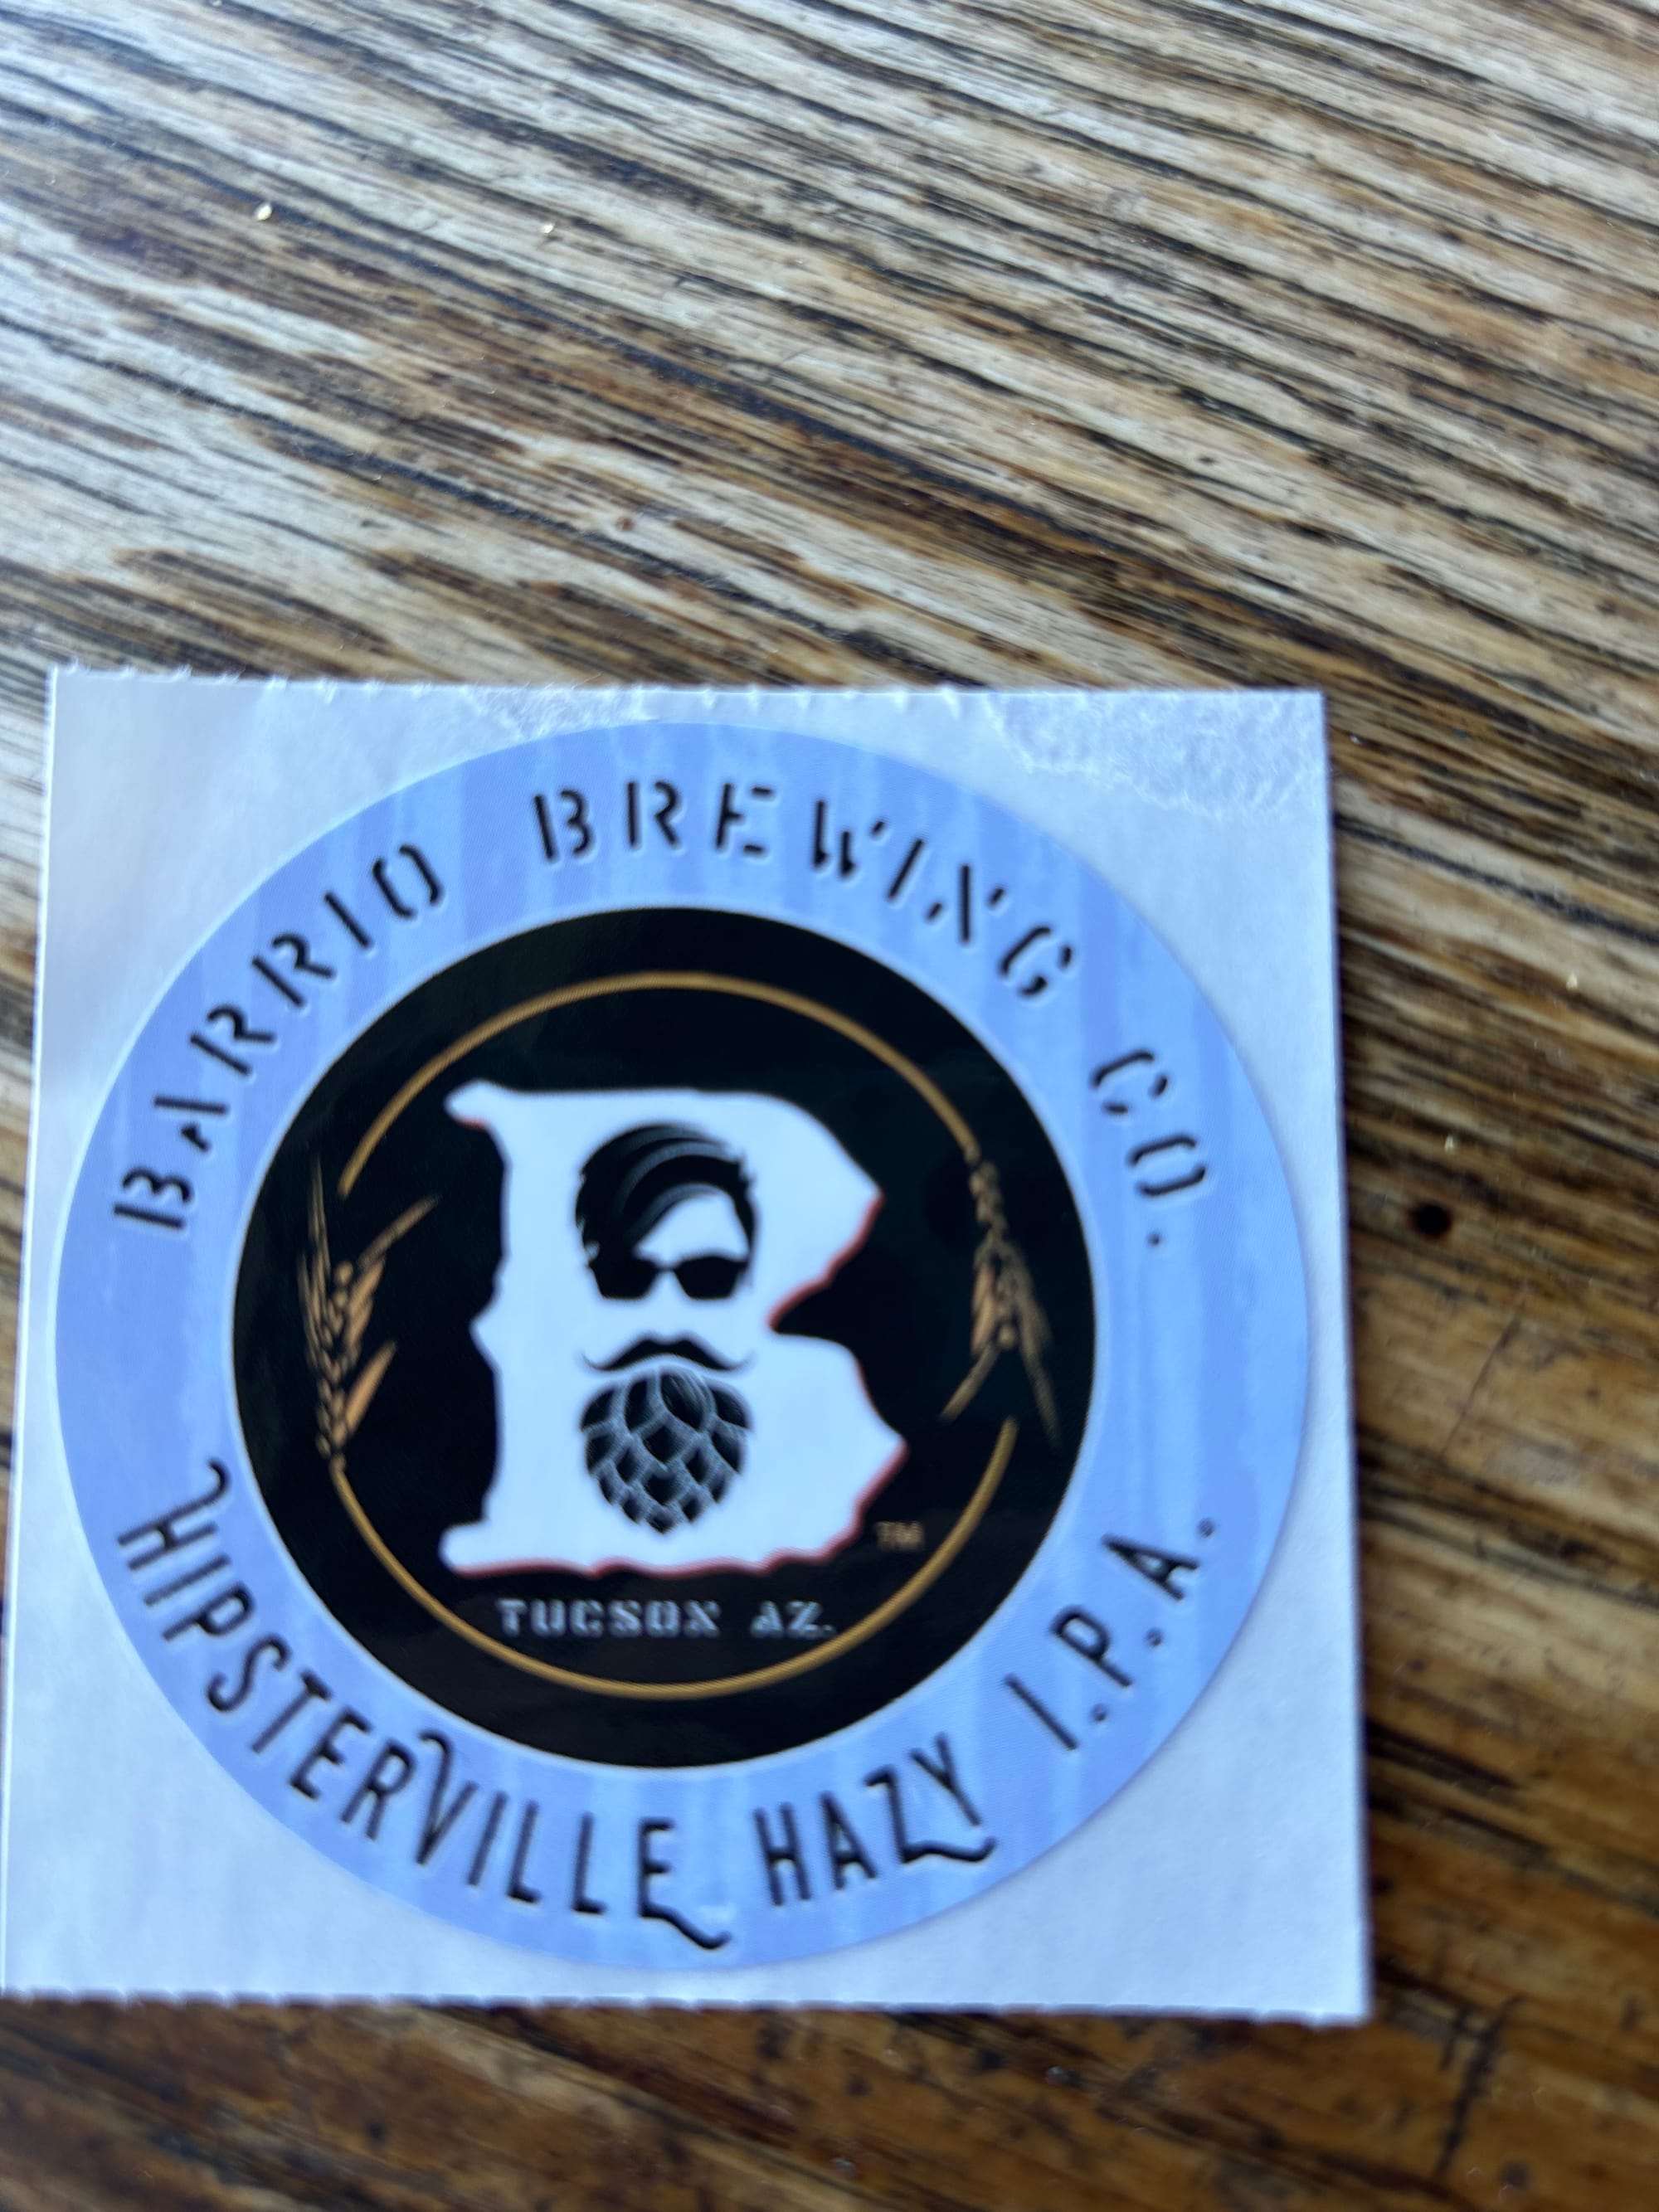 BARRIO BREWING CO.
B
TM
TUCSON AZ.
HIPSTERVILLE HAZY I.P.A.